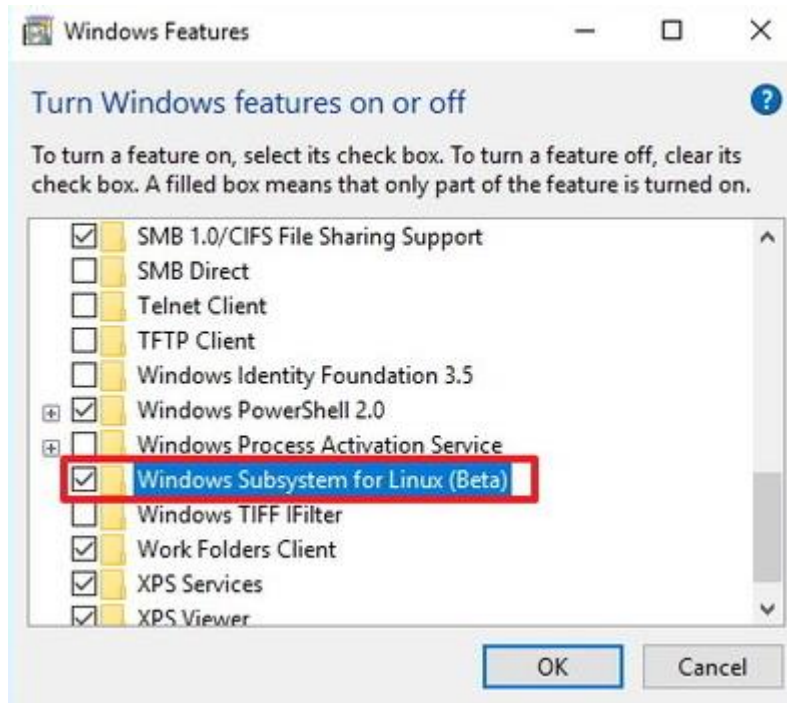 Windows Features
Turn Windows features on or off
To turn a feature on, select its check box. To turn a feature off, clear its
check box. A filled box means that only part of the feature is turned on.
SMB 1.0/CIFS File Sharing Support
SMB Direct
Telnet Client
TFTP Client
Windows Identity Foundation 3.5
Windows PowerShell 2.0
Windows Process Activation Service
Windows Subsystem for Linux (Beta)
Windows TIFF IFilter
Work Folders Client
XPS Services
XPS Viewer
OK Cancel